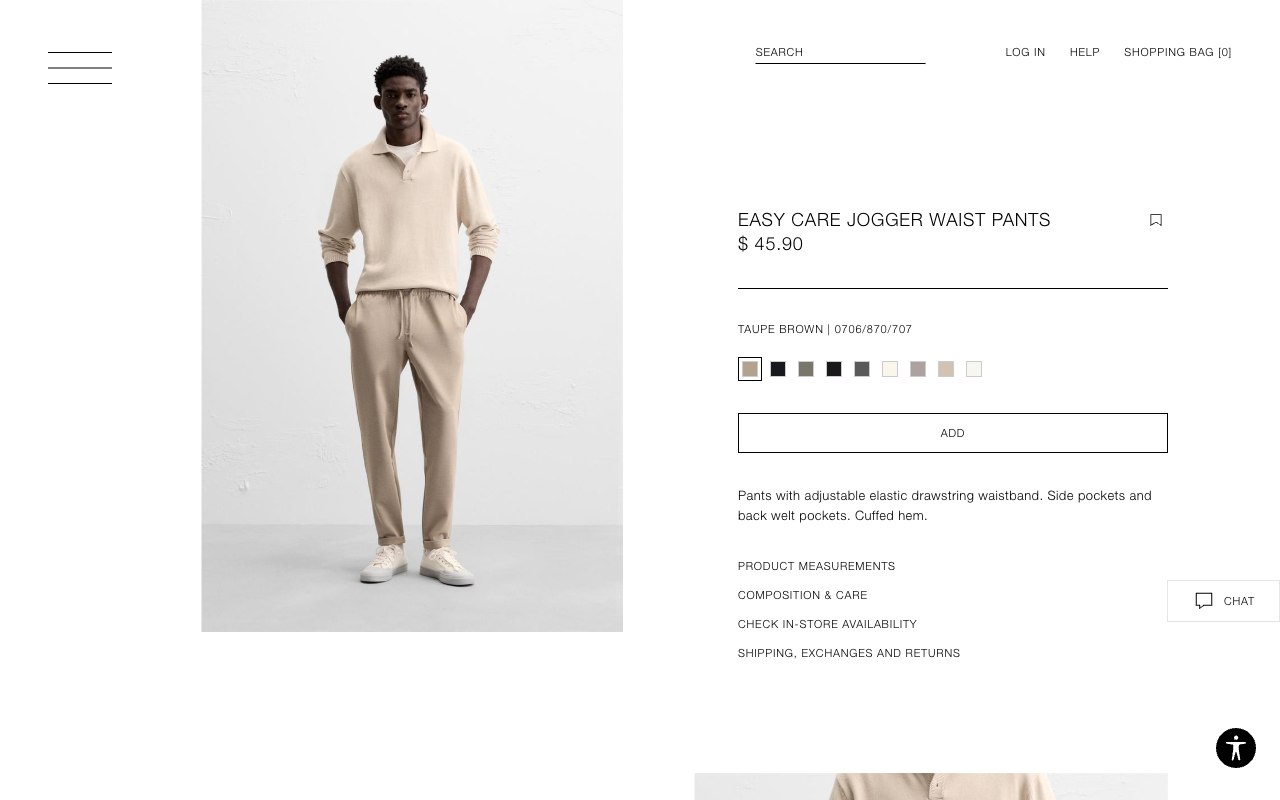 SEARCH
LOG IN
HELP
SHOPPING BAG [0]
EASY CARE JOGGER WAIST PANTS
$ 45.90
TAUPE BROWN | 0706/870/707
ADD
Pants with adjustable elastic drawstring waistband. Side pockets and
back welt pockets. Cuffed hem.
PRODUCT MEASUREMENTS
COMPOSITION & CARE
CHECK IN-STORE AVAILABILITY
SHIPPING, EXCHANGES AND RETURNS
CHAT